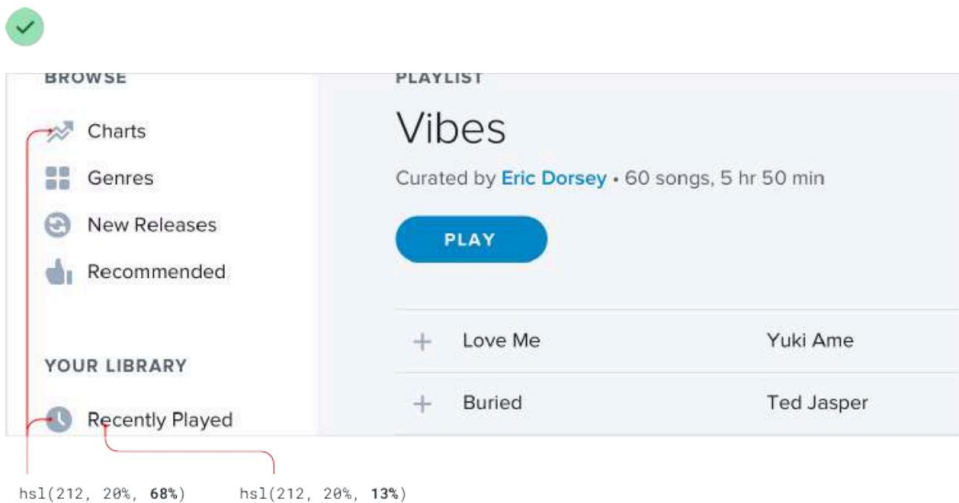 BROWSE
Charts
Genres
New Releases
Recommended
YOUR LIBRARY
Recently Played
PLAYLIST
Vibes
Curated by Eric Dorsey • 60 songs, 5 hr 50 min
PLAY
+ Love Me Yuki Ame
+ Buried Ted Jasper
hsl(212, 20%, 68%) hsl(212, 20%, 13%)